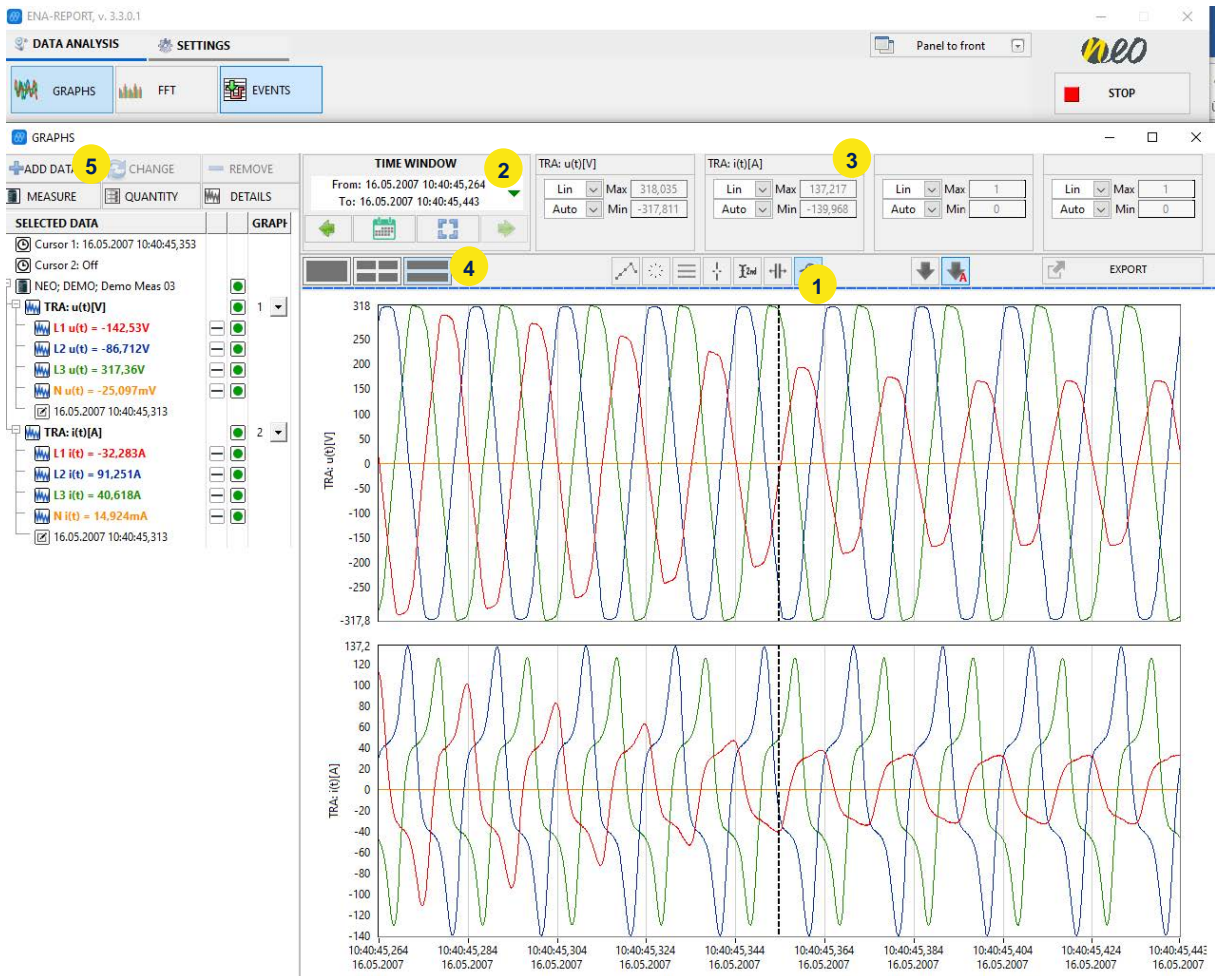 ENA-REPORT, v. 3.3.0.1
DATA ANALYSIS
SETTINGS
Panel to front
neo
GRAPHS
FFT
EVENTS
STOP
GRAPHS
ADD DATA
5
CHANGE
REMOVE
MEASURE
QUANTITY
DETAILS
SELECTED DATA
GRAPH
Cursor 1: 16.05.2007 10:40:45,353
Cursor 2: Off
NEO; DEMO; Demo Meas 03
TRA: u(t)[V]
1
L1 u(t) = -142,53V
L2 u(t) = -86,712V
L3 u(t) = 317,36V
N u(t) = -25,097mV
16.05.2007 10:40:45,313
TRA: i(t)[A]
2
L1 i(t) = -32,283A
L2 i(t) = 91,251A
L3 i(t) = 40,618A
N i(t) = 14,924mA
16.05.2007 10:40:45,313
TIME WINDOW
2
From: 16.05.2007 10:40:45,264
To: 16.05.2007 10:40:45,443
TRA: u(t)[V]
Lin Max 318,035
Auto Min -317,811
TRA: i(t)[A]
3
Lin Max 137,217
Auto Min -139,968
Lin Max 1
Auto Min 0
Lin Max 1
Auto Min 0
4
2nd
1
A
EXPORT
318
250
200
150
100
50
0
-50
-100
-150
-200
-250
-317,8
TRA: u(t)[V]
137,2
120
100
80
60
40
20
0
-20
-40
-60
-80
-100
-120
-140
TRA: i(t)[A]
10:40:45,264 10:40:45,284 10:40:45,304 10:40:45,324 10:40:45,344 10:40:45,364 10:40:45,384 10:40:45,404 10:40:45,424 10:40:45,443
16.05.2007 16.05.2007 16.05.2007 16.05.2007 16.05.2007 16.05.2007 16.05.2007 16.05.2007 16.05.2007 16.05.2007